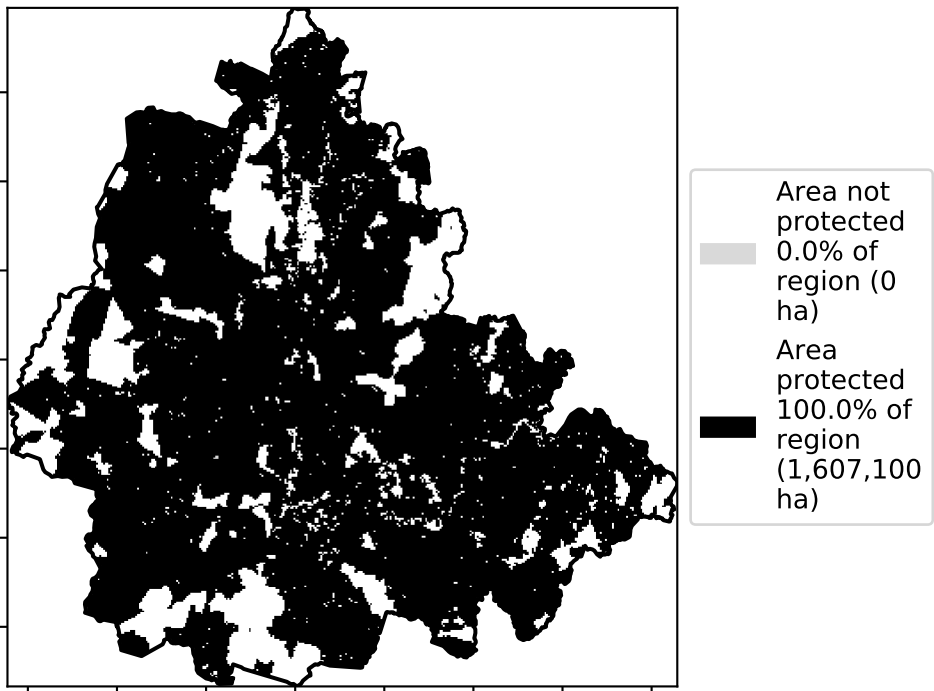 Area not
protected
0.0% of
region (0
ha)
Area
protected
100.0% of
region
(1,607,100
ha)